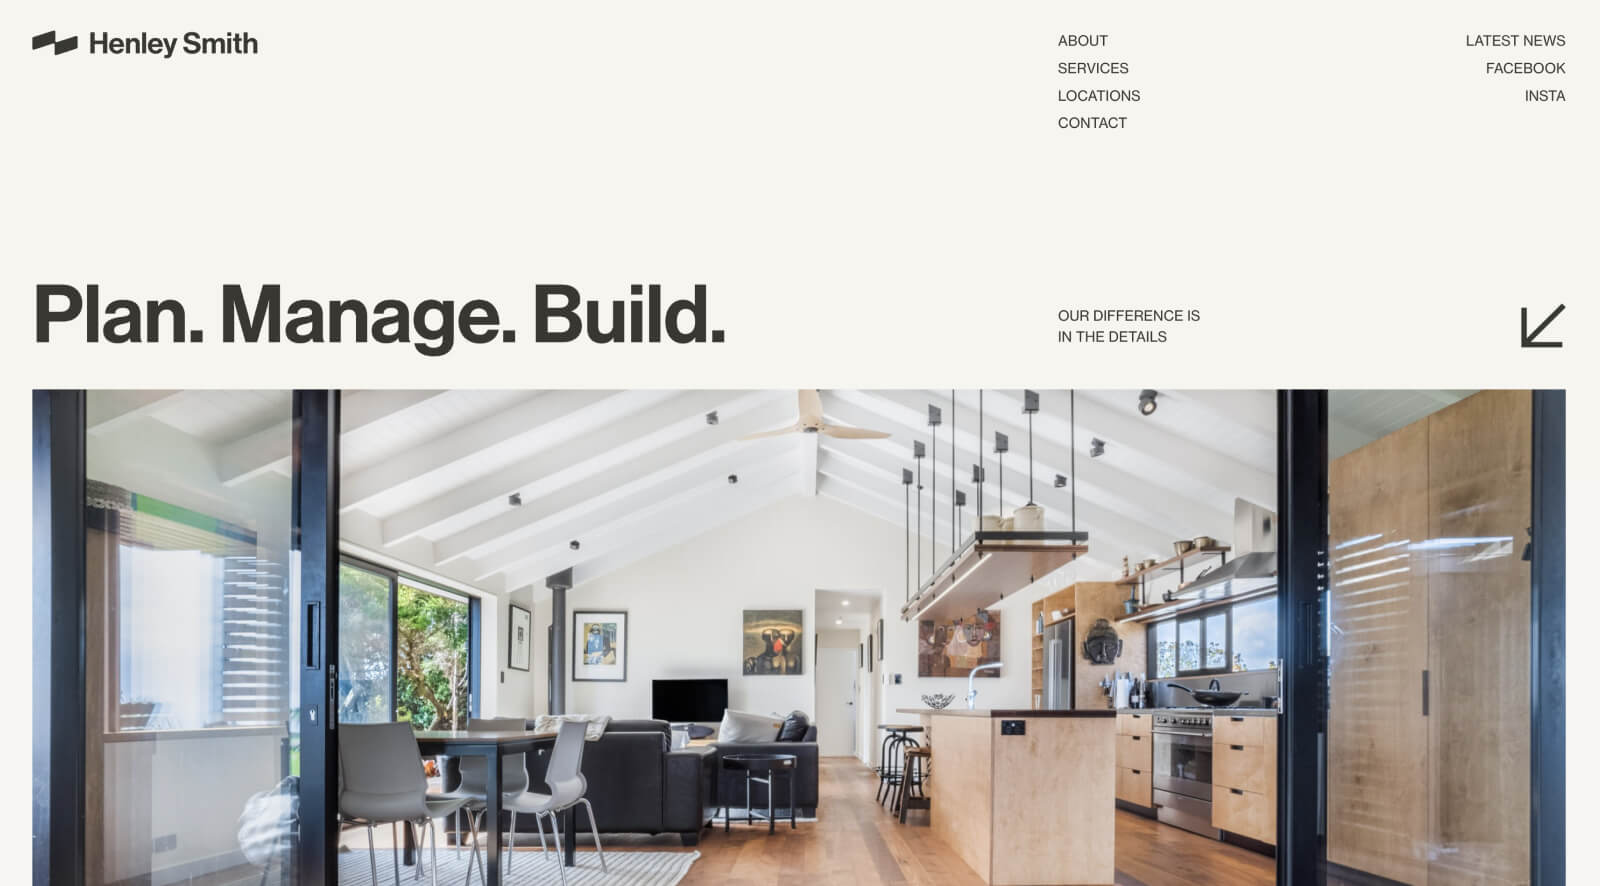 Henley Smith
ABOUT
SERVICES
LOCATIONS
CONTACT
LATEST NEWS
FACEBOOK
INSTA
Plan. Manage. Build.
OUR DIFFERENCE IS
IN THE DETAILS